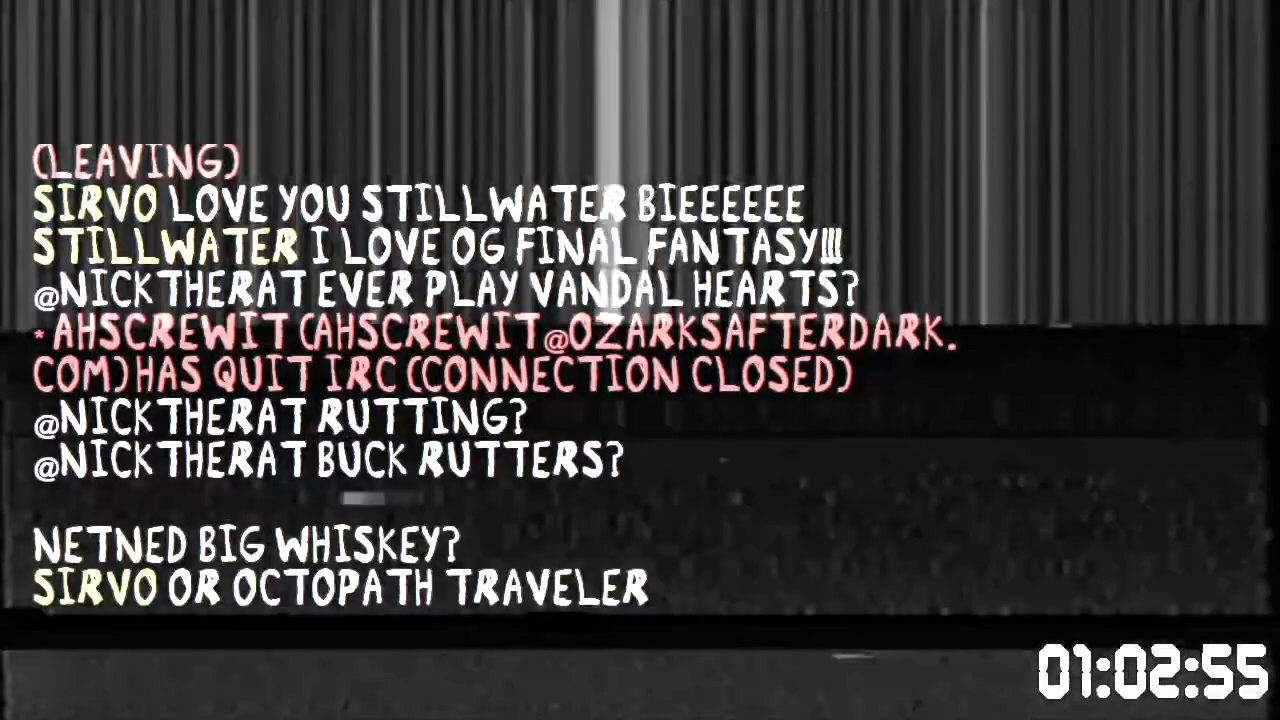 (LEAVING)
SIRVO LOVE YOU STILLWATER BIEEEEEE
STILLWATER I LOVE OG FINAL FANTASY!!!
@NICKTHERAT EVER PLAY VANDAL HEARTS?
* AHSCREWIT (AHSCREWIT@OZARKSAFTERDARK.
COM) HAS QUIT IRC (CONNECTION CLOSED)
@NICKTHERAT RUTTING?
@NICKTHERAT BUCK RUTTERS?
NETNED BIG WHISKEY?
SIRVO OR OCTOPATH TRAVELER
01:02:55